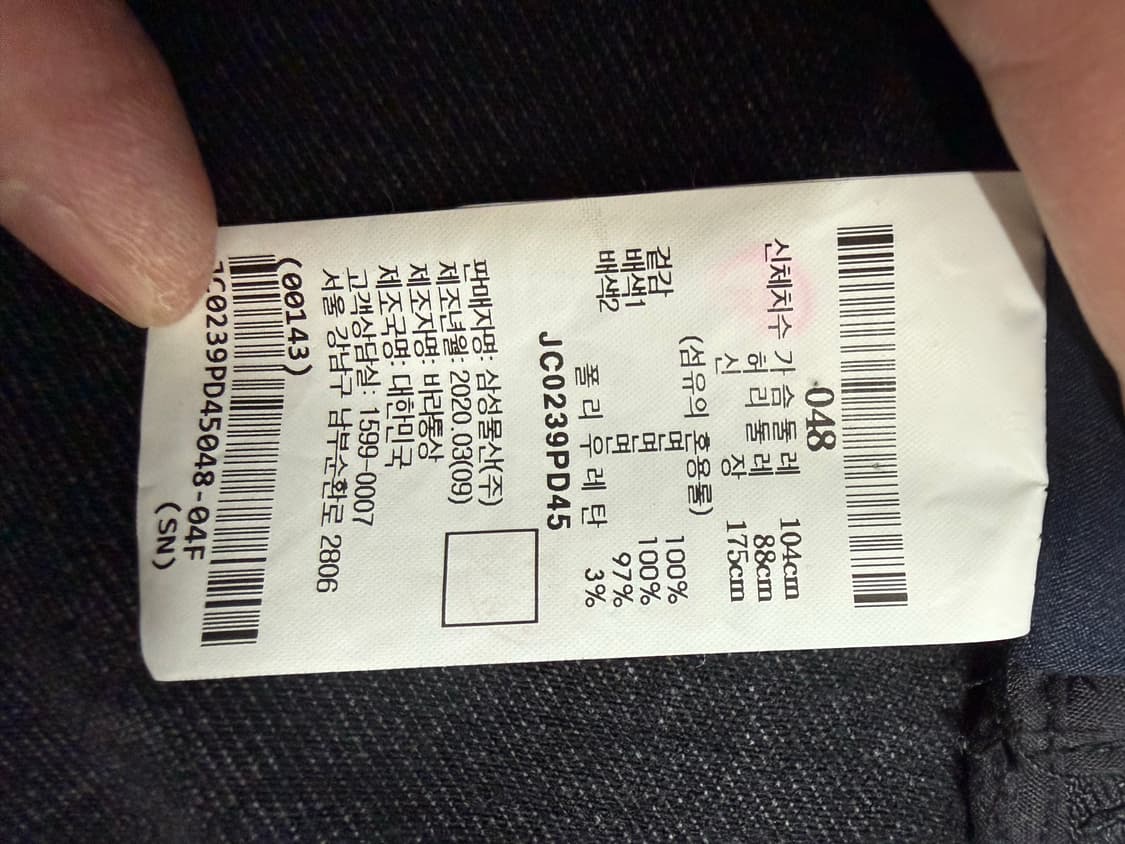 048
신체치수 가슴둘레 104cm
허리둘레 88cm
신 장 175cm
(섬유의 혼용률)
겉감 면 100%
배색1 면 100%
배색2 면 97%
폴리우레탄 3%
JC0239PD45
판매자명: 삼성물산(주)
제조년월: 2020.03(09)
제조자명: 바라통상
제조국명: 대한민국
고객상담실: 1599-0007
서울 강남구 남부순환로 2806
(00143)
JC0239PD45048-04F
(SN)